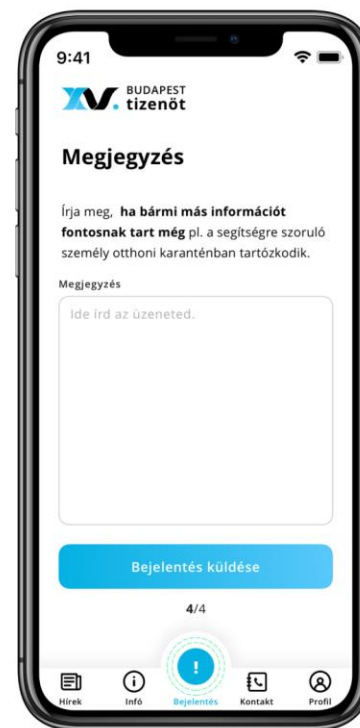 9:41
XV. BUDAPEST
tizenöt
Megjegyzés
Írja meg, ha bármi más információt
fontosnak tart még pl. a segítségre szoruló
személy otthoni karanténban tartózkodik.
Megjegyzés
Ide írd az üzeneted.
Bejelentés küldése
4/4
!
Hírek Infó Bejelentés Kontakt Profil